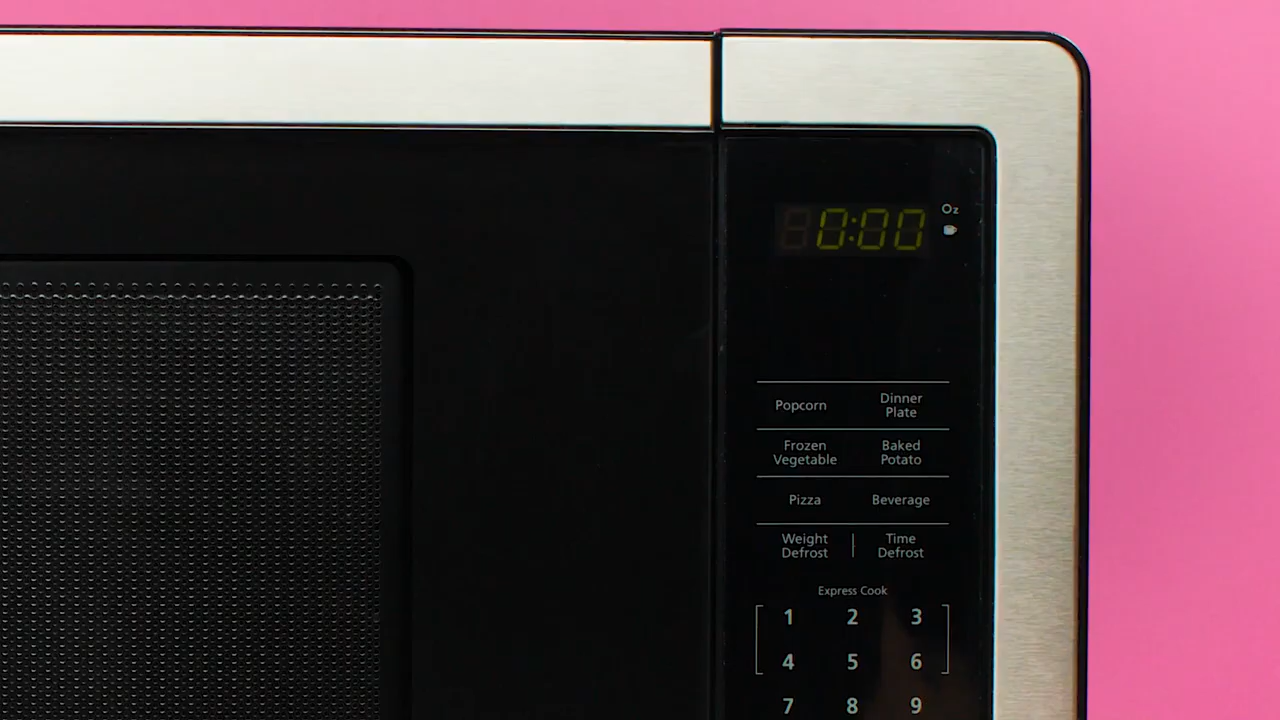 0:00
Oz
Popcorn
Dinner
Plate
Frozen
Vegetable
Baked
Potato
Pizza
Beverage
Weight
Defrost
Time
Defrost
Express Cook
1 2 3
4 5 6
7 8 9